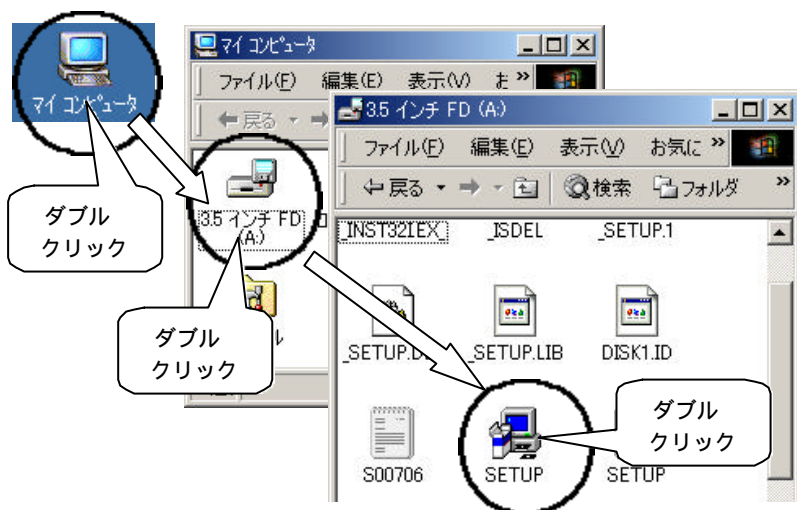 マイ コンピュータ
ダブル
クリック
マイ コンピュータ
ファイル(F) 編集(E) 表示(V) お »
戻る
3.5 インチ FD
(A:)
ダブル
クリック
3.5 インチ FD (A:)
ファイル(F) 編集(E) 表示(V) お気に »
戻る 検索 フォルダ »
_INST32I.EX_ _ISDEL _SETUP.1
_SETUP.LIB DISK1.ID
S00706 SETUP SETUP
ダブル
クリック